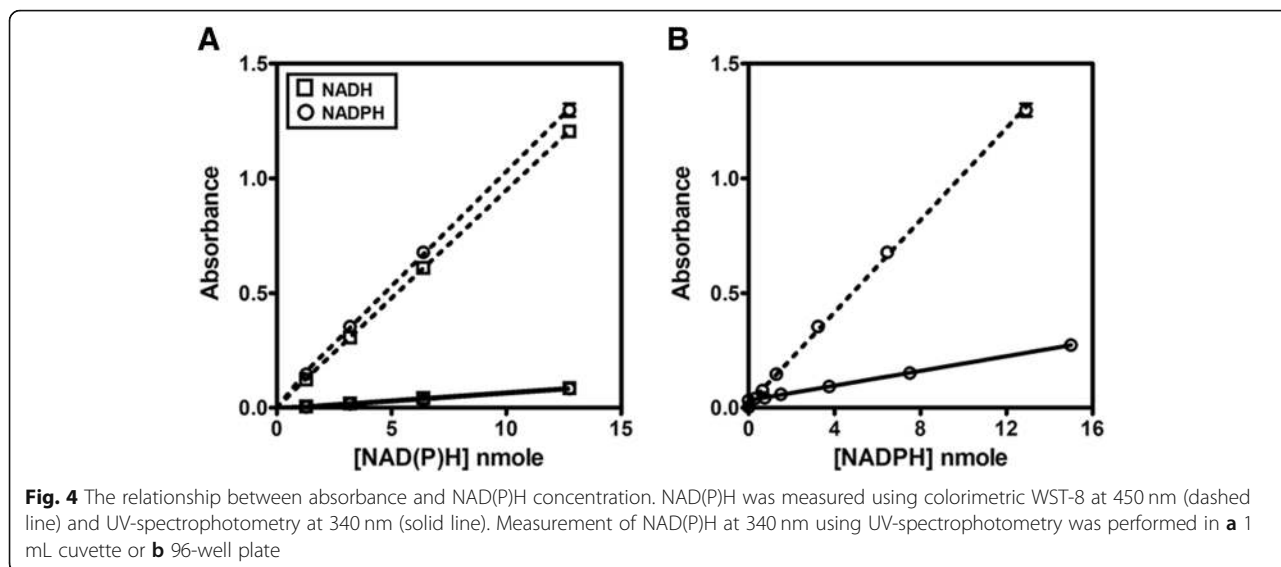 A
B
1.5
1.0
0.5
0.0
Absorbance
NADH
NADPH
0 5 10 15
[NAD(P)H] nmole
1.5
1.0
0.5
0.0
Absorbance
0 4 8 12 16
[NADPH] nmole
Fig. 4 The relationship between absorbance and NAD(P)H concentration. NAD(P)H was measured using colorimetric WST-8 at 450 nm (dashed
line) and UV-spectrophotometry at 340 nm (solid line). Measurement of NAD(P)H at 340 nm using UV-spectrophotometry was performed in a 1
mL cuvette or b 96-well plate